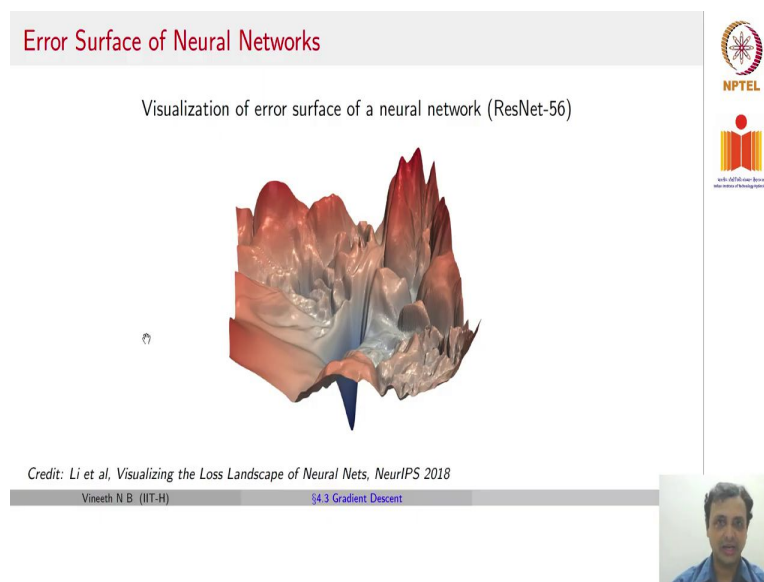 Error Surface of Neural Networks
Visualization of error surface of a neural network (ResNet-56)
Credit: Li et al, Visualizing the Loss Landscape of Neural Nets, NeurIPS 2018
Vineeth N B (IIT-H)
§4.3 Gradient Descent
NPTEL